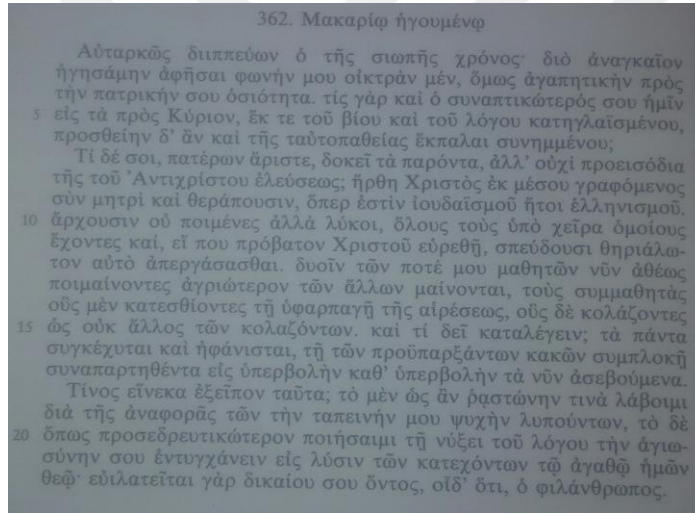 362. Μακαρίῳ ἡγουμένῳ
Αὐταρκῶς διιππεύων ὁ τῆς σιωπῆς χρόνος· διὸ ἀναγκαῖον
ἡγησάμην ἀφῆσαι φωνήν μου οἰκτρὰν μέν, ὅμως ἀγαπητικὴν πρὸς
τὴν πατρικήν σου ὁσιότητα. τίς γὰρ καὶ ὁ συναπτικώτερός σου ἡμῖν
5 εἰς τὰ πρὸς Κύριον, ἔκ τε τοῦ βίου καὶ τοῦ λόγου κατηγλαϊσμένου,
προσθείην δ' ἂν καὶ τῆς ταὐτοπαθείας ἔκπαλαι συνημμένου;
Τί δέ σοι, πατέρων ἄριστε, δοκεῖ τὰ παρόντα, ἀλλ' οὐχὶ προεισόδια
τῆς τοῦ Ἀντιχρίστου ἐλεύσεως; ἤρθη Χριστὸς ἐκ μέσου γραφόμενος
σὺν μητρὶ καὶ θεράπουσιν, ὅπερ ἐστὶν ἰουδαϊσμοῦ ἤτοι ἑλληνισμοῦ.
10 ἄρχουσιν οὐ ποιμένες ἀλλὰ λύκοι, ὅλους τοὺς ὑπὸ χεῖρα ὁμοίους
ἔχοντες καί, εἴ που πρόβατον Χριστοῦ εὑρεθῇ, σπεύδουσι θηριάλω-
τον αὐτὸ ἀπεργάσασθαι. δυοῖν τῶν ποτέ μου μαθητῶν νῦν ἀθέως
ποιμαίνοντες ἀγριώτερον τῶν ἄλλων μαίνονται, τοὺς συμμαθητὰς
οὓς μὲν κατεσθίοντες τῇ ὑφαρπαγῇ τῆς αἱρέσεως, οὓς δὲ κολάζοντες
15 ὡς οὐκ ἄλλος τῶν κολαζόντων. καὶ τί δεῖ καταλέγειν; τὰ πάντα
συγκέχυται καὶ ἠφάνισται, τῇ τῶν προϋπαρξάντων κακῶν συμπλοκῇ
συναπαρτηθέντα εἰς ὑπερβολὴν καθ' ὑπερβολὴν τὰ νῦν ἀσεβούμενα.
Τίνος εἵνεκα ἐξεῖπον ταῦτα; τὸ μὲν ὡς ἂν ῥᾳστώνην τινὰ λάβοιμι
διὰ τῆς ἀναφορᾶς τῶν τὴν ταπεινήν μου ψυχὴν λυπούντων, τὸ δὲ
20 ὅπως προσεδρευτικώτερον ποιήσαιμι τῇ νύξει τοῦ λόγου τὴν ἁγιω-
σύνην σου ἐντυγχάνειν εἰς λύσιν τῶν κατεχόντων τῷ ἀγαθῷ ἡμῶν
θεῷ· εὐιλατεῖται γὰρ δικαίου σου ὄντος, οἶδ' ὅτι, ὁ φιλάνθρωπος.